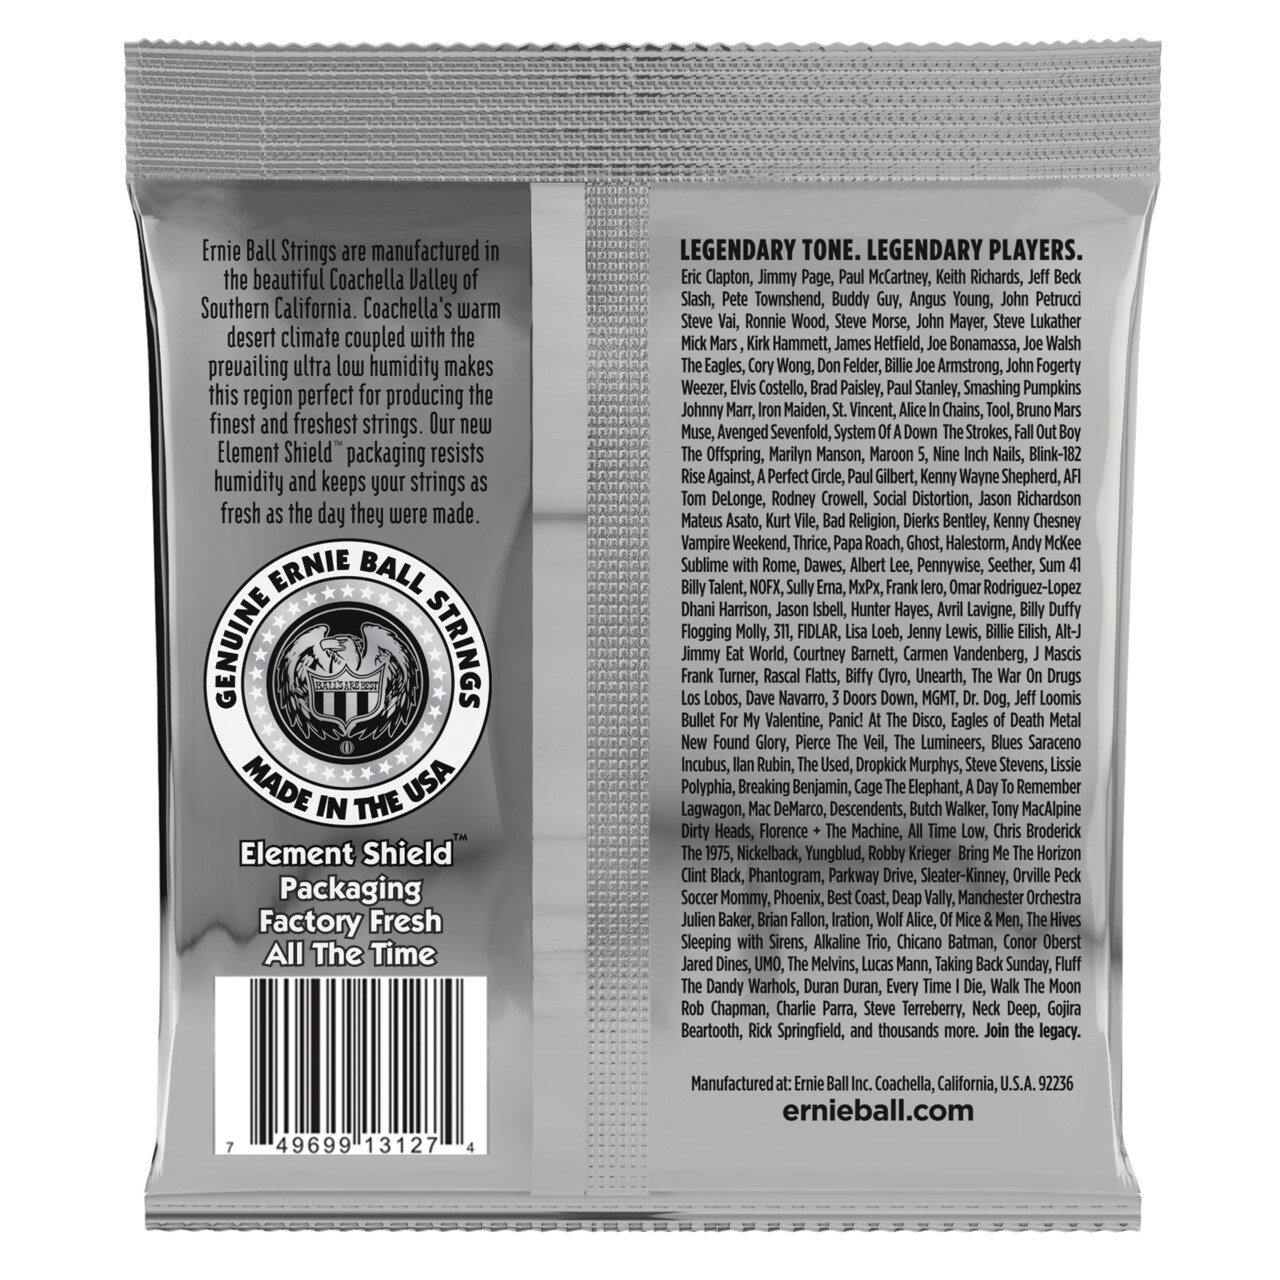 Ernie Ball Strings are manufactured in
the beautiful Coachella Valley of
Southern California. Coachella's warm
desert climate coupled with the
prevailing ultra low humidity makes
this region perfect for producing the
finest and freshest strings. Our new
Element Shield™ packaging resists
humidity and keeps your strings as
fresh as the day they were made.
GENUINE ERNIE BALL STRINGS
BALL'S ARE BEST
MADE IN THE USA
Element Shield™
Packaging
Factory Fresh
All The Time
7 49699 13127 4
LEGENDARY TONE. LEGENDARY PLAYERS.
Eric Clapton, Jimmy Page, Paul McCartney, Keith Richards, Jeff Beck
Slash, Pete Townshend, Buddy Guy, Angus Young, John Petrucci
Steve Vai, Ronnie Wood, Steve Morse, John Mayer, Steve Lukather
Mick Mars , Kirk Hammett, James Hetfield, Joe Bonamassa, Joe Walsh
The Eagles, Cory Wong, Don Felder, Billie Joe Armstrong, John Fogerty
Weezer, Elvis Costello, Brad Paisley, Paul Stanley, Smashing Pumpkins
Johnny Marr, Iron Maiden, St. Vincent, Alice In Chains, Tool, Bruno Mars
Muse, Avenged Sevenfold, System Of A Down The Strokes, Fall Out Boy
The Offspring, Marilyn Manson, Maroon 5, Nine Inch Nails, Blink-182
Rise Against, A Perfect Circle, Paul Gilbert, Kenny Wayne Shepherd, AFI
Tom DeLonge, Rodney Crowell, Social Distortion, Jason Richardson
Mateus Asato, Kurt Vile, Bad Religion, Dierks Bentley, Kenny Chesney
Vampire Weekend, Thrice, Papa Roach, Ghost, Halestorm, Andy McKee
Sublime with Rome, Dawes, Albert Lee, Pennywise, Seether, Sum 41
Billy Talent, NOFX, Sully Erna, MxPx, Frank Iero, Omar Rodriguez-Lopez
Dhani Harrison, Jason Isbell, Hunter Hayes, Avril Lavigne, Billy Duffy
Flogging Molly, 311, FIDLAR, Lisa Loeb, Jenny Lewis, Billie Eilish, Alt-J
Jimmy Eat World, Courtney Barnett, Carmen Vandenberg, J Mascis
Frank Turner, Rascal Flatts, Biffy Clyro, Unearth, The War On Drugs
Los Lobos, Dave Navarro, 3 Doors Down, MGMT, Dr. Dog, Jeff Loomis
Bullet For My Valentine, Panic! At The Disco, Eagles of Death Metal
New Found Glory, Pierce The Veil, The Lumineers, Blues Saraceno
Incubus, Ilan Rubin, The Used, Dropkick Murphys, Steve Stevens, Lissie
Polyphia, Breaking Benjamin, Cage The Elephant, A Day To Remember
Lagwagon, Mac DeMarco, Descendents, Butch Walker, Tony MacAlpine
Dirty Heads, Florence + The Machine, All Time Low, Chris Broderick
The 1975, Nickelback, Yungblud, Robby Krieger Bring Me The Horizon
Clint Black, Phantogram, Parkway Drive, Sleater-Kinney, Orville Peck
Soccer Mommy, Phoenix, Best Coast, Deap Vally, Manchester Orchestra
Julien Baker, Brian Fallon, Iration, Wolf Alice, Of Mice & Men, The Hives
Sleeping with Sirens, Alkaline Trio, Chicano Batman, Conor Oberst
Jared Dines, UMO, The Melvins, Lucas Mann, Taking Back Sunday, Fluff
The Dandy Warhols, Duran Duran, Every Time I Die, Walk The Moon
Rob Chapman, Charlie Parra, Steve Terreberry, Neck Deep, Gojira
Beartooth, Rick Springfield, and thousands more. Join the legacy.
Manufactured at: Ernie Ball Inc. Coachella, California, U.S.A. 92236
ernieball.com